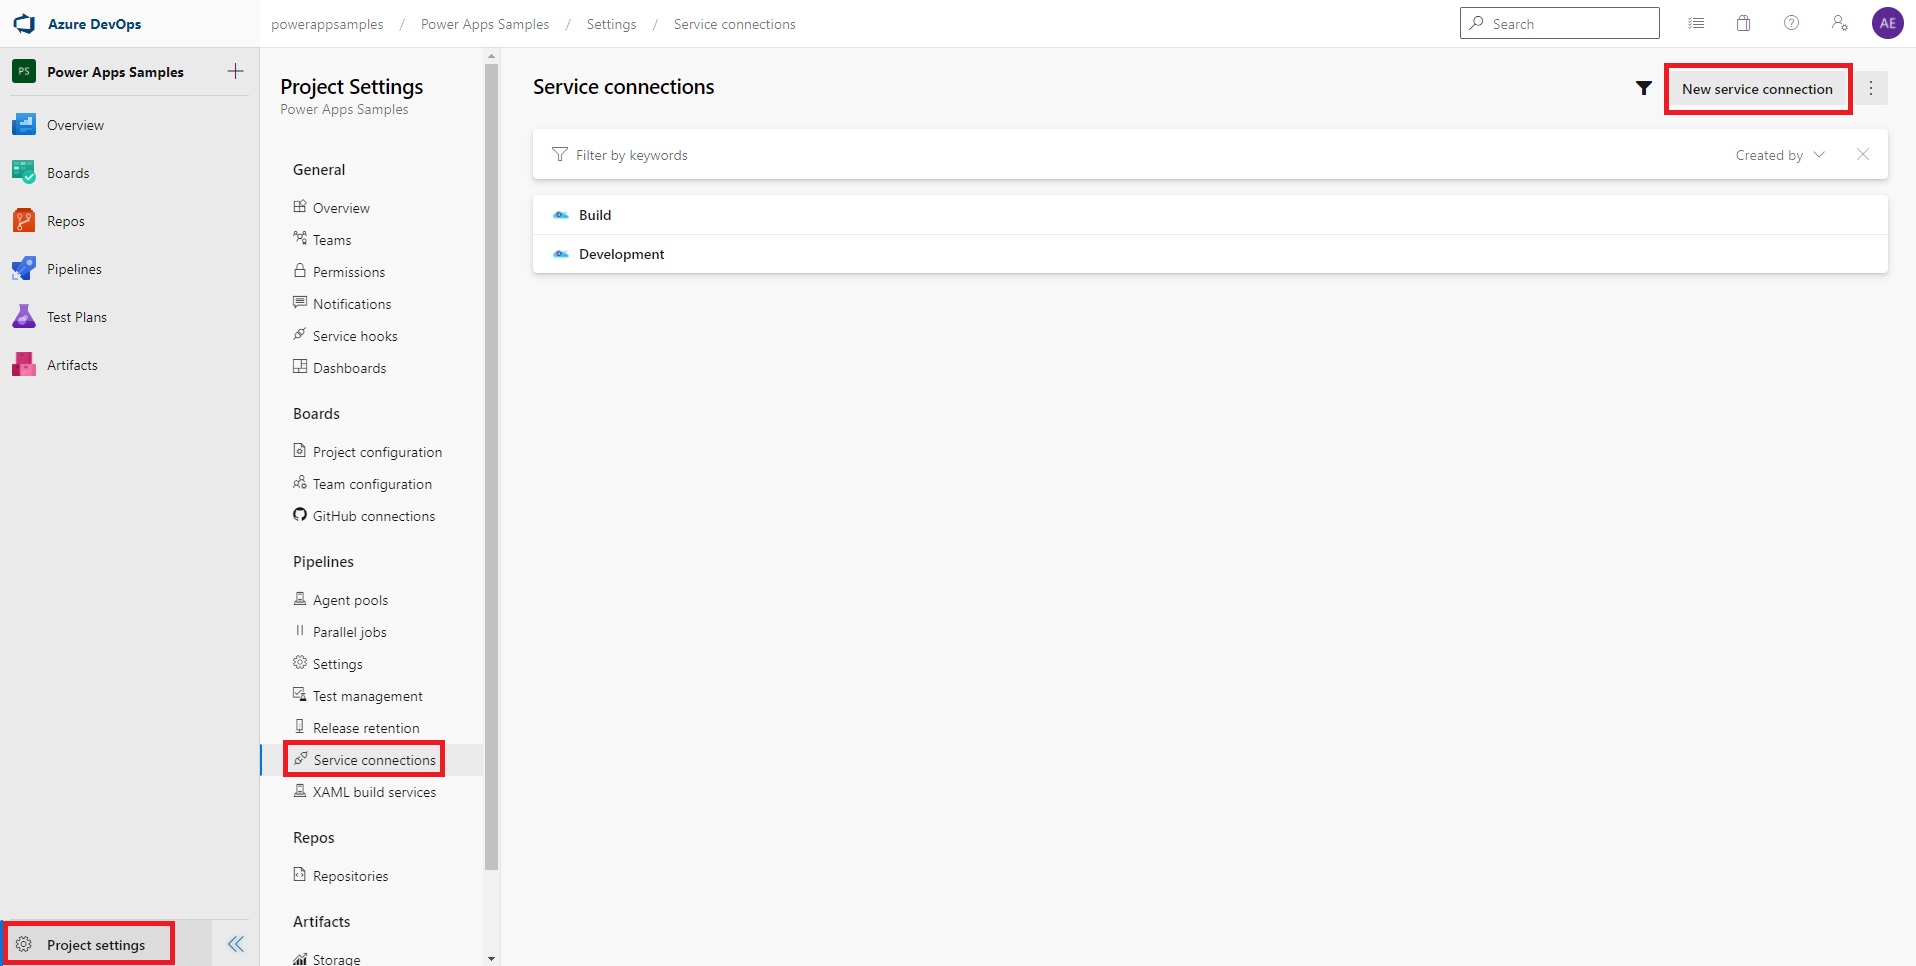 Azure DevOps
powerappsamples / Power Apps Samples / Settings / Service connections
Search
AE
PS Power Apps Samples
Overview
Boards
Repos
Pipelines
Test Plans
Artifacts
Project settings
Project Settings
Power Apps Samples
General
Overview
Teams
Permissions
Notifications
Service hooks
Dashboards
Boards
Project configuration
Team configuration
GitHub connections
Pipelines
Agent pools
Parallel jobs
Settings
Test management
Release retention
Service connections
XAML build services
Repos
Repositories
Artifacts
Storage
Service connections
New service connection
Filter by keywords
Created by
Build
Development